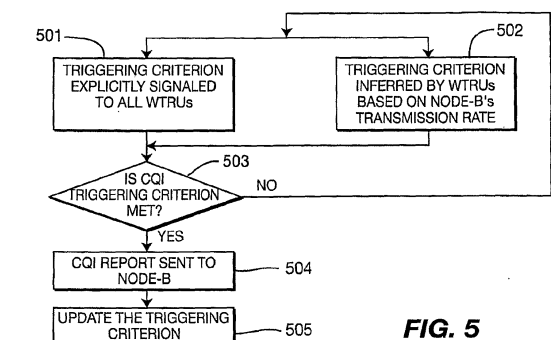 501
TRIGGERING CRITERION
EXPLICITLY SIGNALED
TO ALL WTRUs
502
TRIGGERING CRITERION
INFERRED BY WTRUs
BASED ON NODE-B's
TRANSMISSION RATE
503
IS CQI
TRIGGERING CRITERION
MET?
NO
YES
CQI REPORT SENT TO
NODE-B
504
UPDATE THE TRIGGERING
CRITERION
505
FIG. 5